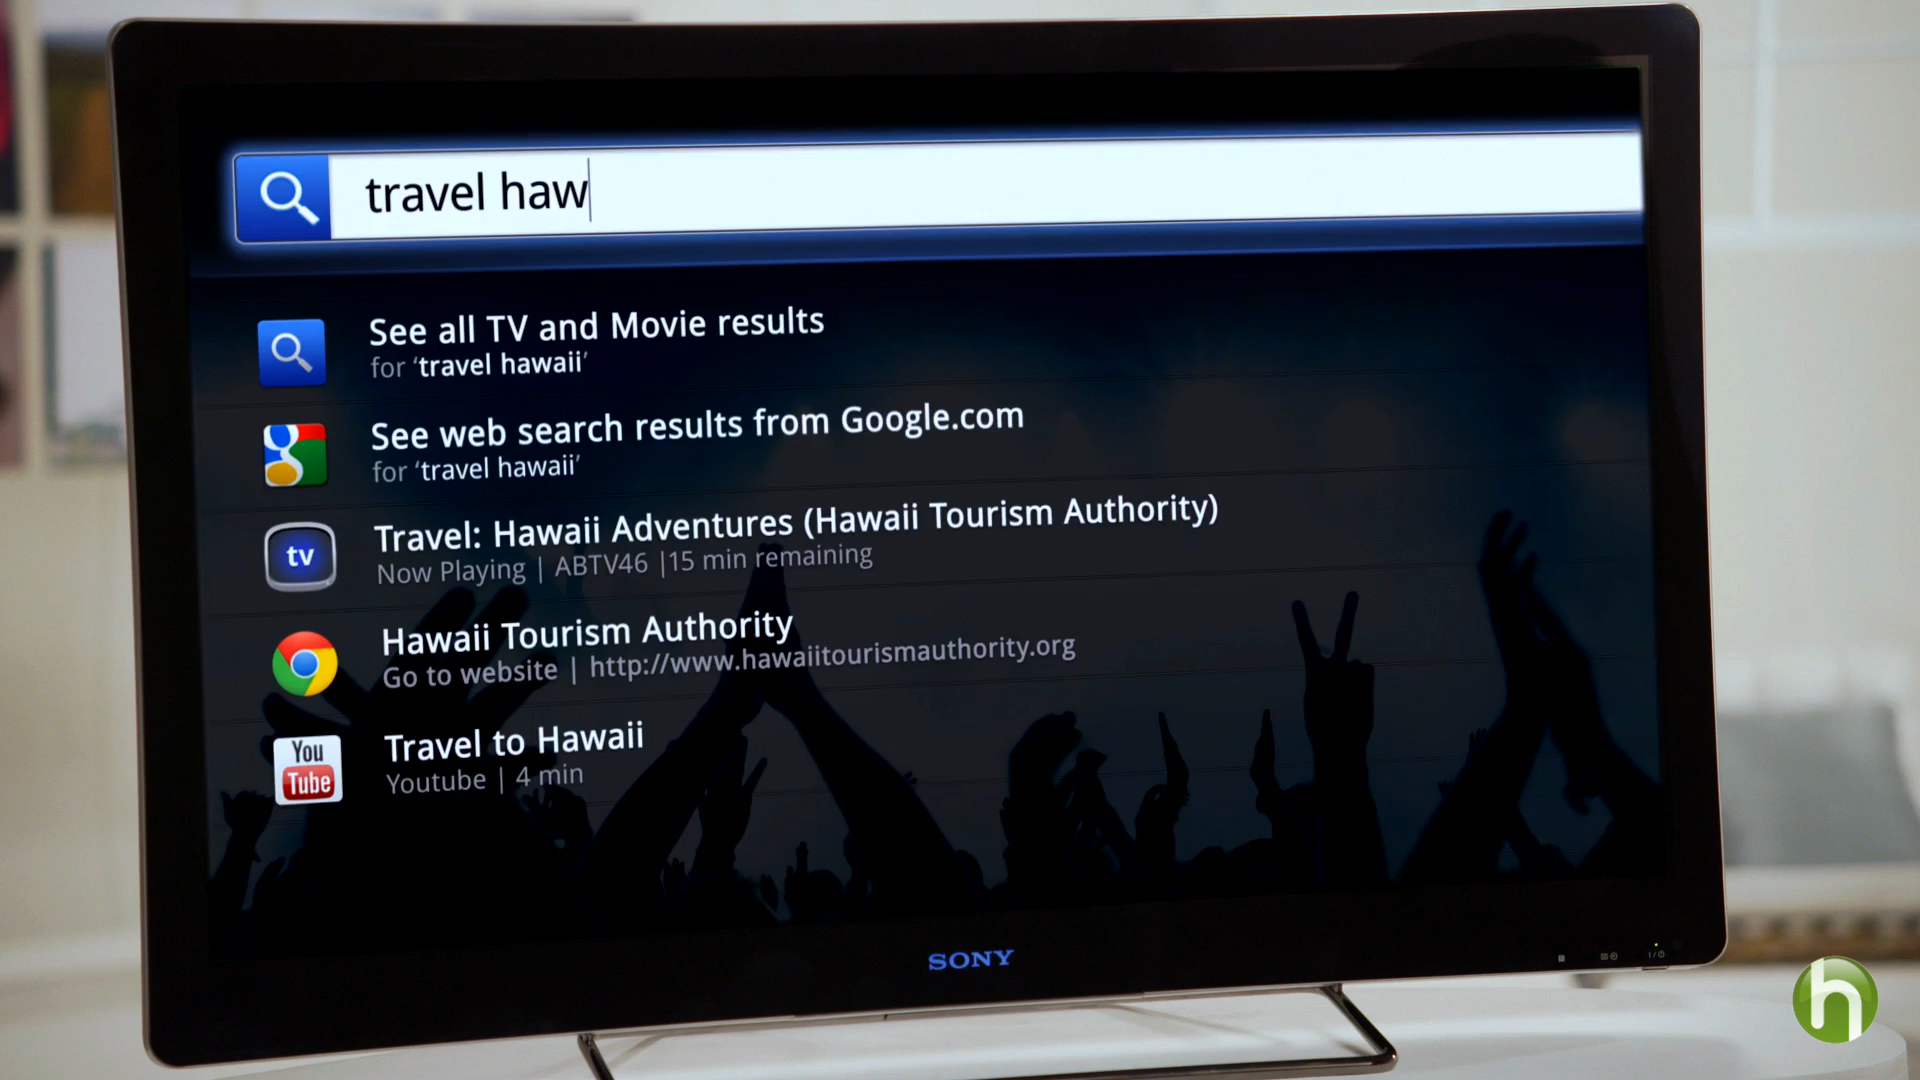 travel haw
See all TV and Movie results
for ‘travel hawaii’
See web search results from Google.com
for ‘travel hawaii’
tv
Travel: Hawaii Adventures (Hawaii Tourism Authority)
Now Playing | ABTV46 |15 min remaining
Hawaii Tourism Authority
Go to website | http://www.hawaiitourismauthority.org
You
Tube
Travel to Hawaii
Youtube | 4 min
SONY
h